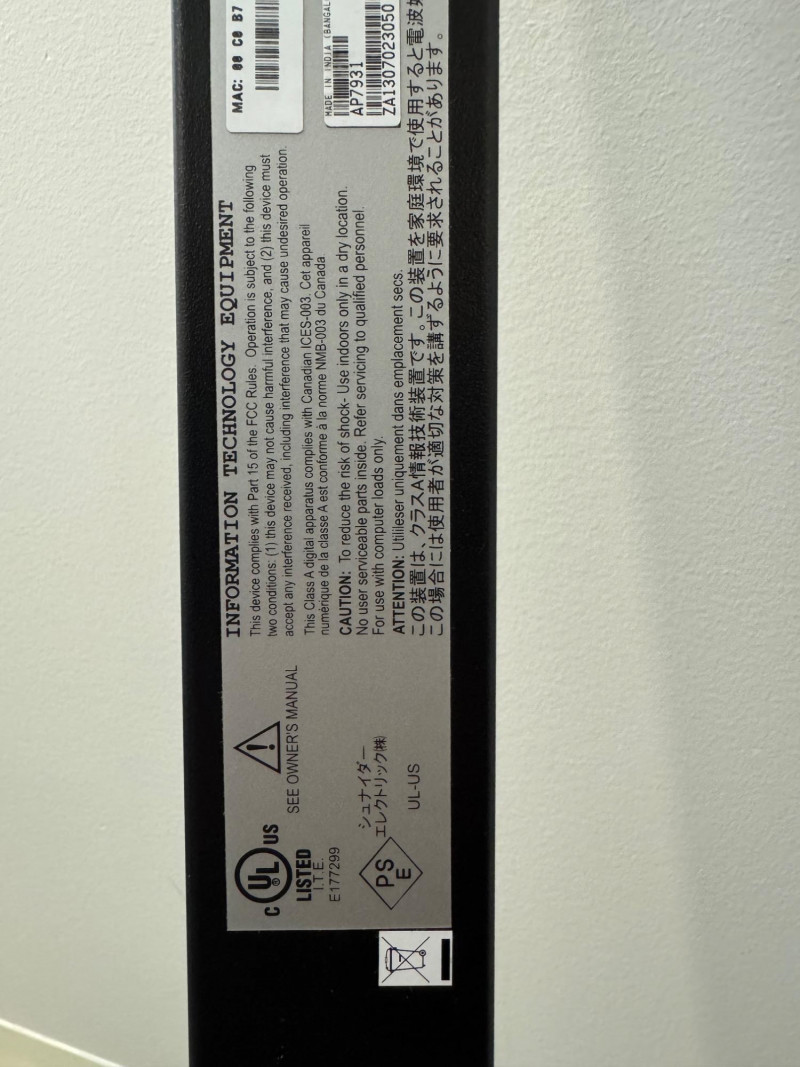 MAC: 00 C0 B7
MADE IN INDIA (BANGAL
AP7931
ZA1307023050
INFORMATION TECHNOLOGY EQUIPMENT
This device complies with Part 15 of the FCC Rules. Operation is subject to the following
two conditions: (1) this device may not cause harmful interference, and (2) this device must
accept any interference received, including interference that may cause undesired operation.
This Class A digital apparatus complies with Canadian ICES-003. Cet appareil
numérique de la classe A est conforme à la norme NMB-003 du Canada
CAUTION: To reduce the risk of shock- Use indoors only in a dry location.
No user serviceable parts inside. Refer servicing to qualified personnel.
For use with computer loads only.
ATTENTION: Utilileser uniquement dans emplacement secs.
この装置は、クラスA情報技術装置です。この装置を家庭環境で使用すると電波
この場合には使用者が適切な対策を講ずるように要求されることがあります。
SEE OWNER'S MANUAL
C UL ® US
LISTED
I.T.E.
E177299
PS
E
シュナイダー
エレクトリック(株)
UL-US